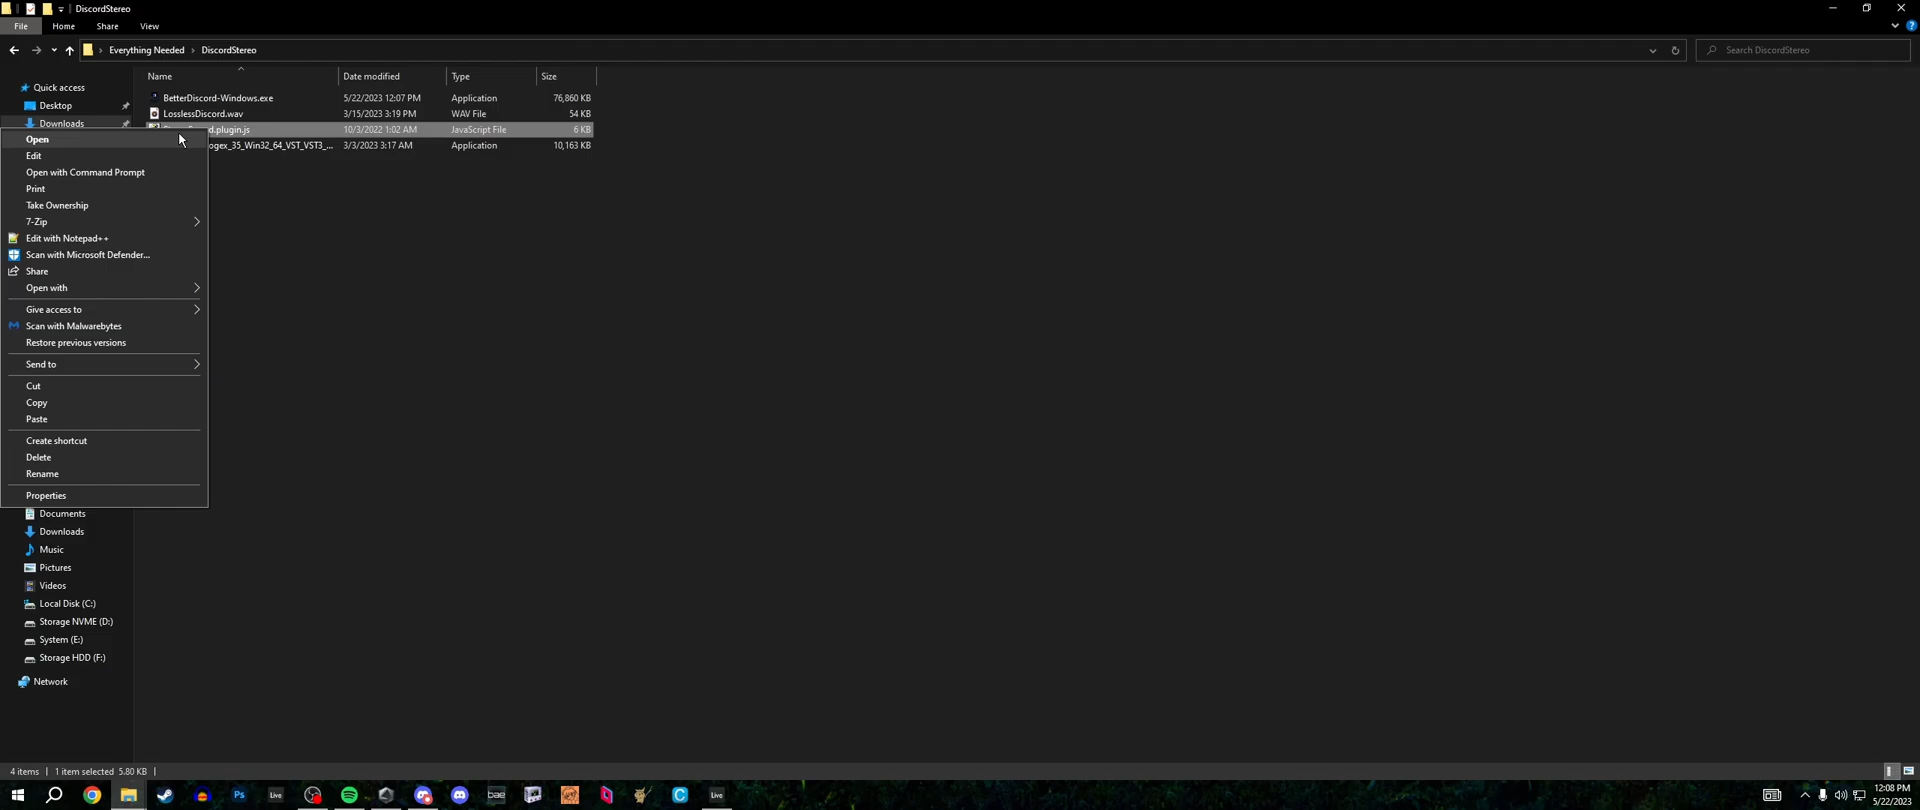 DiscordStereo
File Home Share View
Everything Needed DiscordStereo
Search DiscordStereo
Name Date modified Type Size
Quick access
Desktop
Downloads
BetterDiscord-Windows.exe 5/22/2023 12:07 PM Application 76,860 KB
LosslessDiscord.wav 3/15/2023 3:19 PM WAV File 54 KB
d.plugin.js 10/3/2022 1:02 AM JavaScript File 6 KB
ogex_35_Win32_64_VST_VST3_... 3/3/2023 3:17 AM Application 10,163 KB
Open
Edit
Open with Command Prompt
Print
Take Ownership
7-Zip
Edit with Notepad++
Scan with Microsoft Defender...
Share
Open with
Give access to
Scan with Malwarebytes
Restore previous versions
Send to
Cut
Copy
Paste
Create shortcut
Delete
Rename
Properties
Documents
Downloads
Music
Pictures
Videos
Local Disk (C:)
Storage NVME (D:)
System (E:)
Storage HDD (F:)
Network
4 items 1 item selected 5.80 KB
Ps Live bae C Live
12:08 PM
5/22/2023